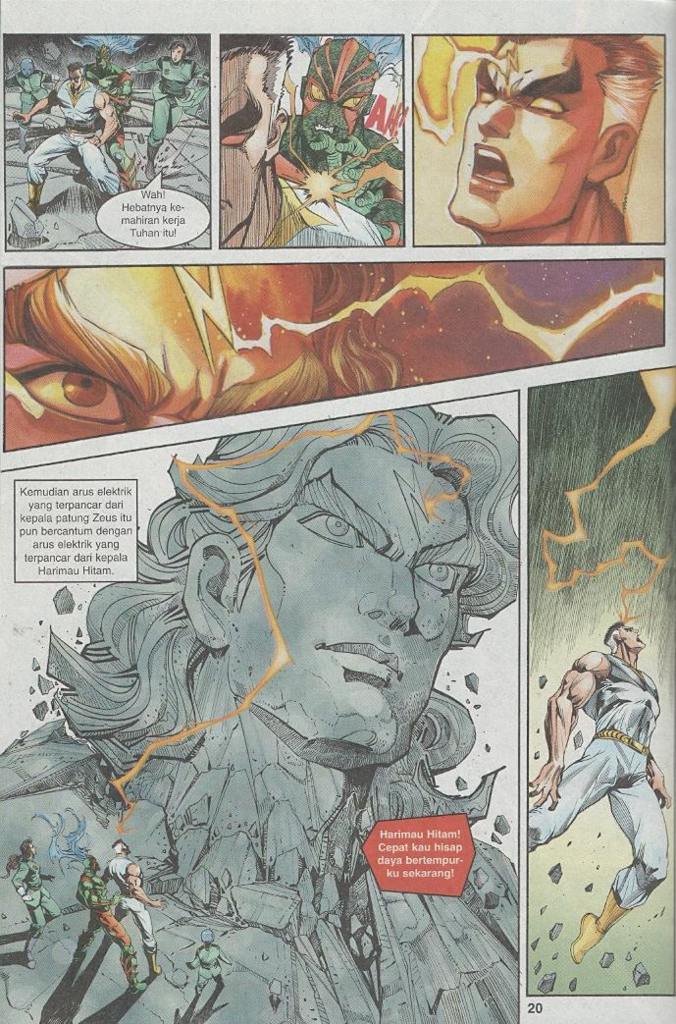 Wah!
Hebatnya ke-
mahiran kerja
Tuhan itu!
AH!
Kemudian arus elektrik
yang terpancar dari
kepala patung Zeus itu
pun bercantum dengan
arus elektrik yang
terpancar dari kepala
Harimau Hitam.
Harimau Hitam!
Cepat kau hisap
daya bertempur-
ku sekarang!
20